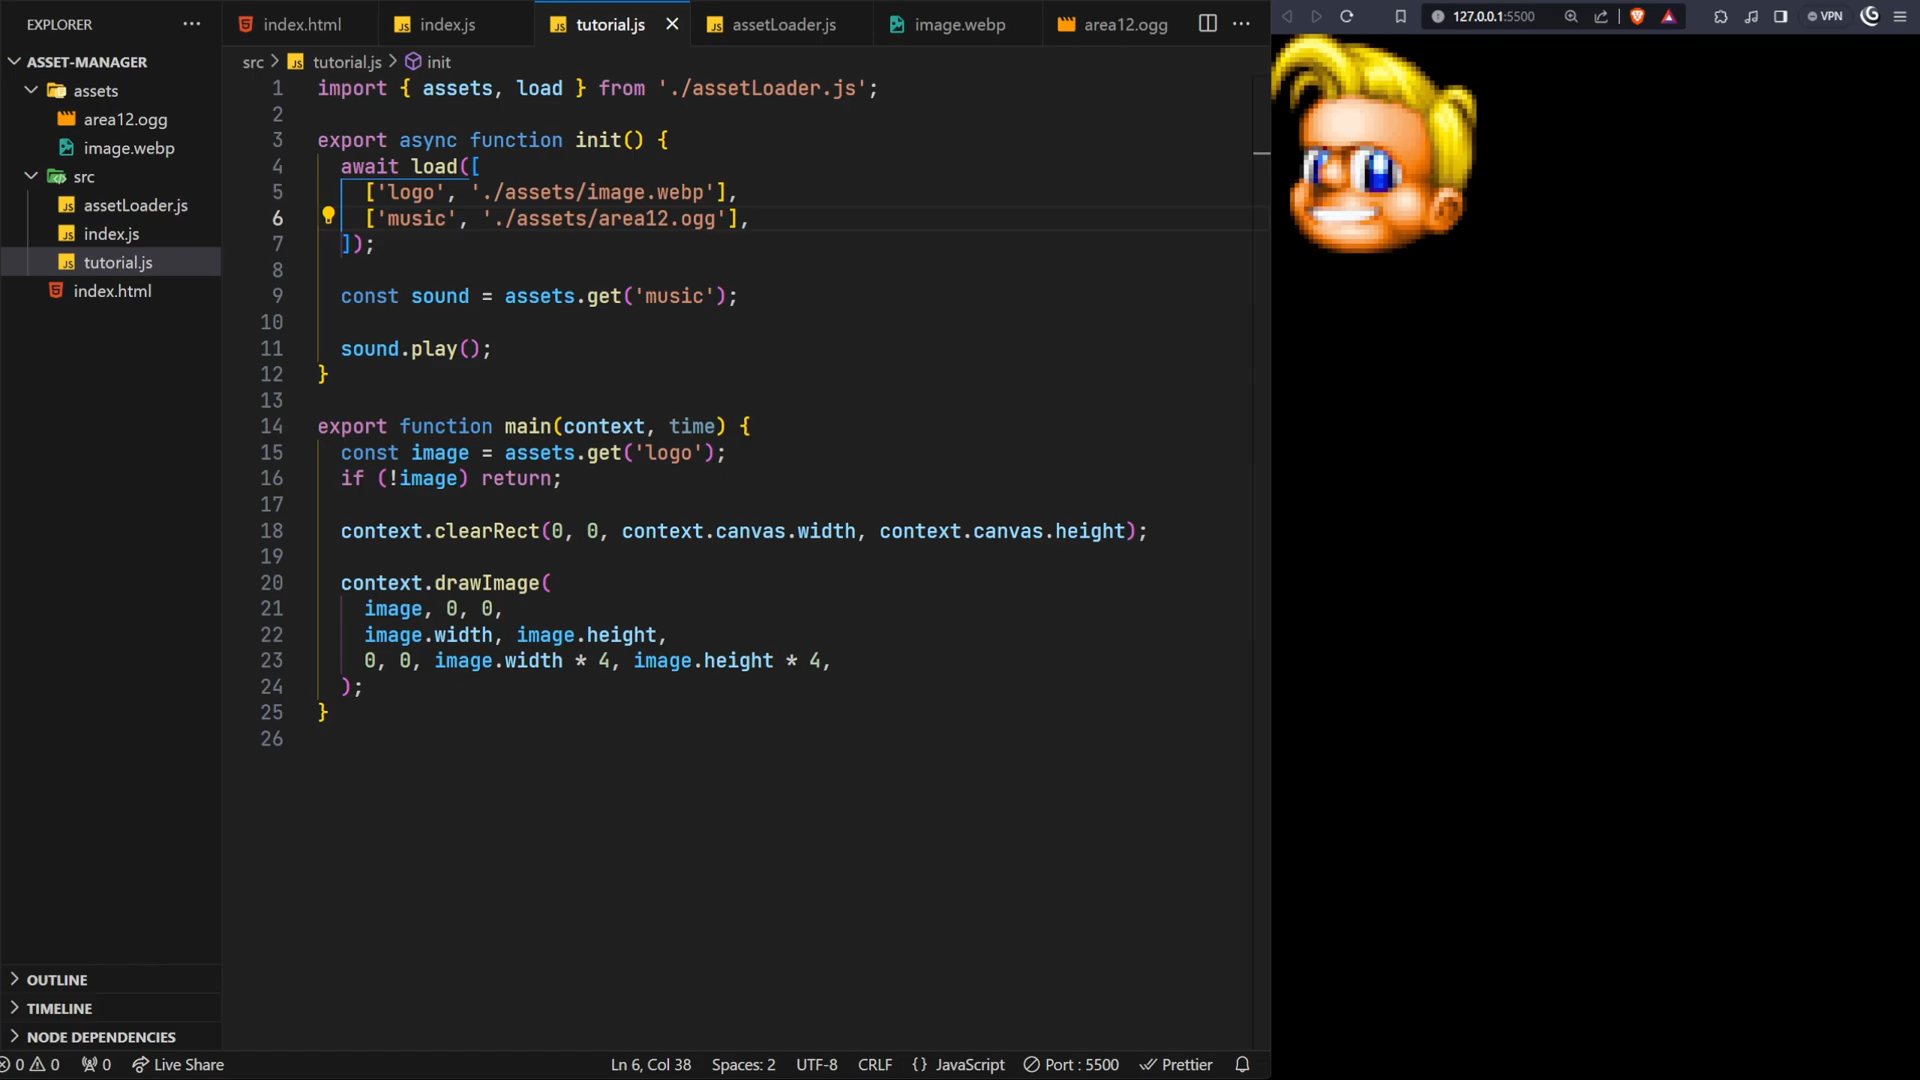 EXPLORER ···
ASSET-MANAGER
assets
area12.ogg
image.webp
src
assetLoader.js
index.js
tutorial.js
index.html
OUTLINE
TIMELINE
NODE DEPENDENCIES
index.html
index.js
tutorial.js
assetLoader.js
image.webp
area12.ogg
src > tutorial.js > init
1 import { assets, load } from './assetLoader.js';
2
3 export async function init() {
4 await load([
5 ['logo', './assets/image.webp'],
6 ['music', './assets/area12.ogg'],
7 ]);
8
9 const sound = assets.get('music');
10
11 sound.play();
12 }
13
14 export function main(context, time) {
15 const image = assets.get('logo');
16 if (!image) return;
17
18 context.clearRect(0, 0, context.canvas.width, context.canvas.height);
19
20 context.drawImage(
21 image, 0, 0,
22 image.width, image.height,
23 0, 0, image.width * 4, image.height * 4,
24 );
25 }
26
127.0.0.1:5500
VPN
0 0 0 Live Share Ln 6, Col 38 Spaces: 2 UTF-8 CRLF {} JavaScript Port : 5500 Prettier